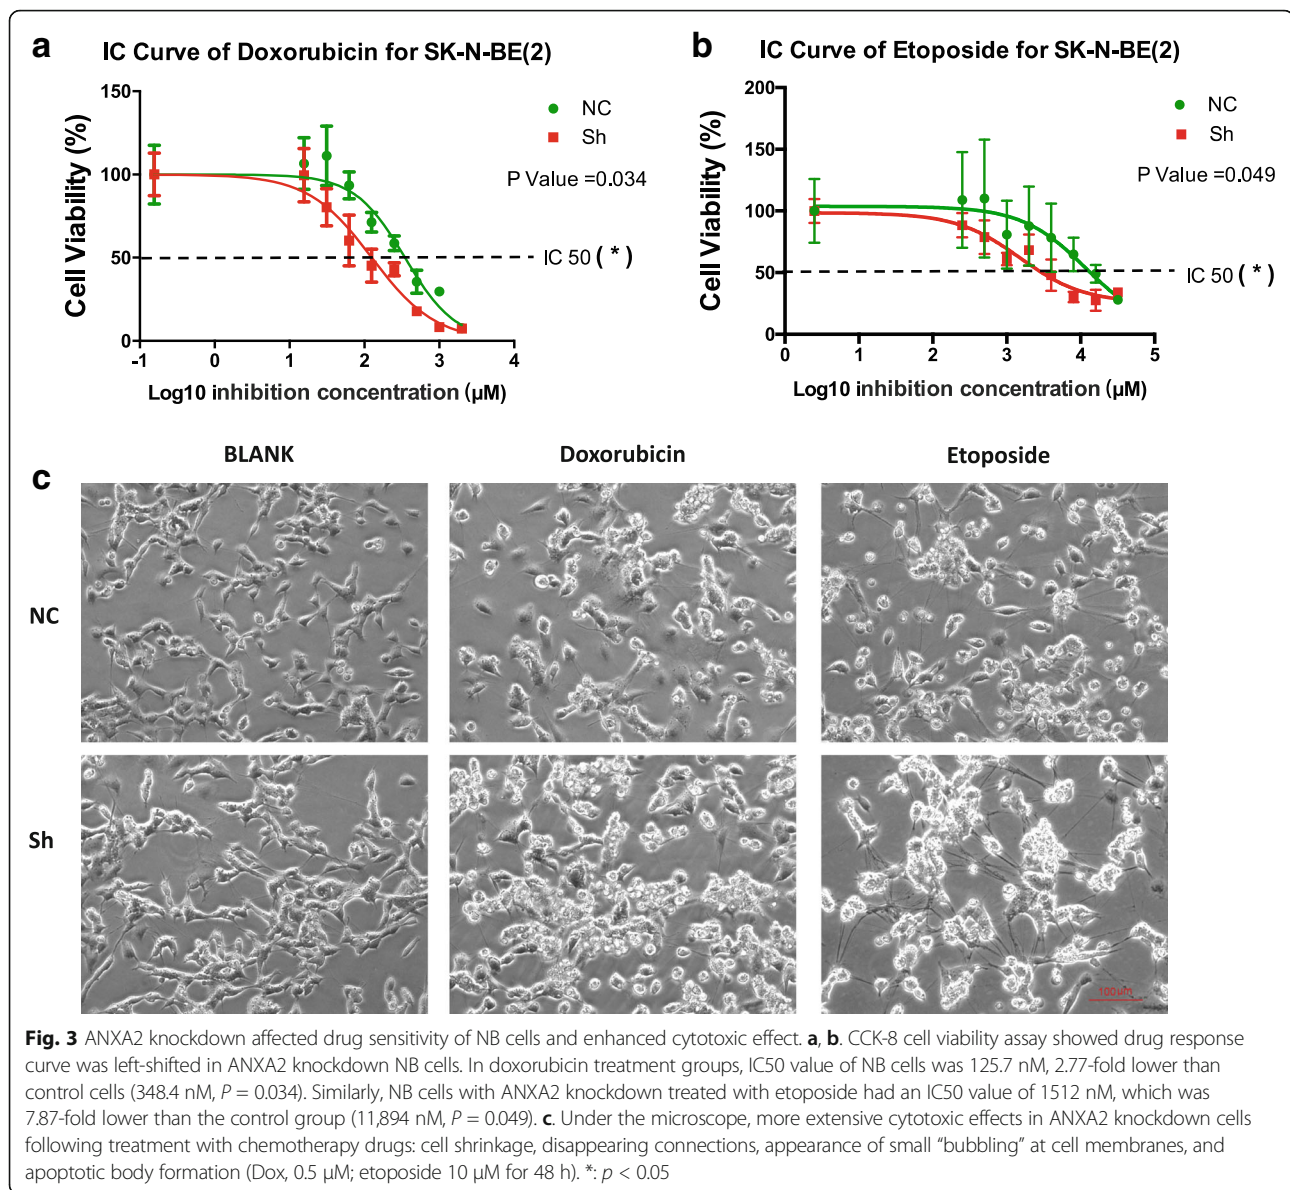 a
IC Curve of Doxorubicin for SK-N-BE(2)
150
100
50
0
-1
0
1
2
3
4
Cell Viability (%)
Log10 inhibition concentration (μM)
NC
Sh
P Value =0.034
IC 50 ( * )
b
IC Curve of Etoposide for SK-N-BE(2)
200
150
100
50
0
0
1
2
3
4
5
Cell Viability (%)
Log10 inhibition concentration (μM)
NC
Sh
P Value =0.049
IC 50 ( * )
c
BLANK
Doxorubicin
Etoposide
NC
Sh
100um
Fig. 3 ANXA2 knockdown affected drug sensitivity of NB cells and enhanced cytotoxic effect. a, b. CCK-8 cell viability assay showed drug response
curve was left-shifted in ANXA2 knockdown NB cells. In doxorubicin treatment groups, IC50 value of NB cells was 125.7 nM, 2.77-fold lower than
control cells (348.4 nM, P = 0.034). Similarly, NB cells with ANXA2 knockdown treated with etoposide had an IC50 value of 1512 nM, which was
7.87-fold lower than the control group (11,894 nM, P = 0.049). c. Under the microscope, more extensive cytotoxic effects in ANXA2 knockdown cells
following treatment with chemotherapy drugs: cell shrinkage, disappearing connections, appearance of small “bubbling” at cell membranes, and
apoptotic body formation (Dox, 0.5 μM; etoposide 10 μM for 48 h). *: p < 0.05